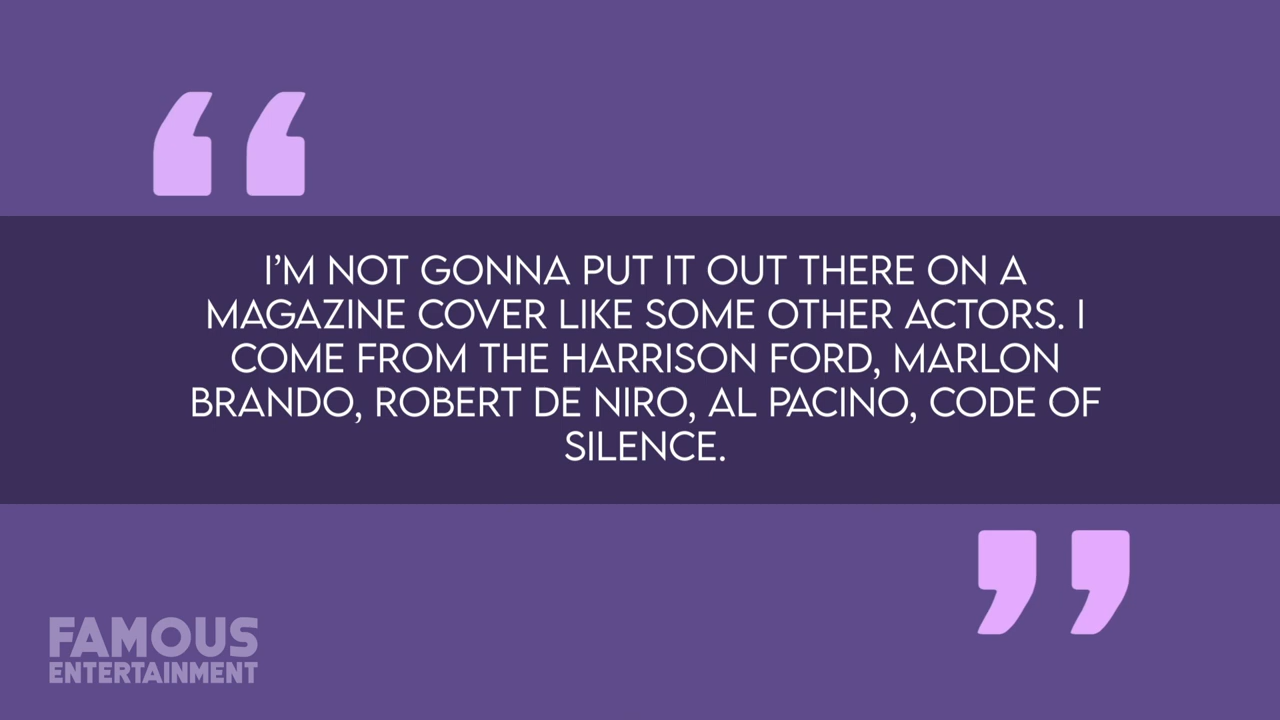 “
I’M NOT GONNA PUT IT OUT THERE ON A
MAGAZINE COVER LIKE SOME OTHER ACTORS. I
COME FROM THE HARRISON FORD, MARLON
BRANDO, ROBERT DE NIRO, AL PACINO, CODE OF
SILENCE.
”
FAMOUS
ENTERTAINMENT